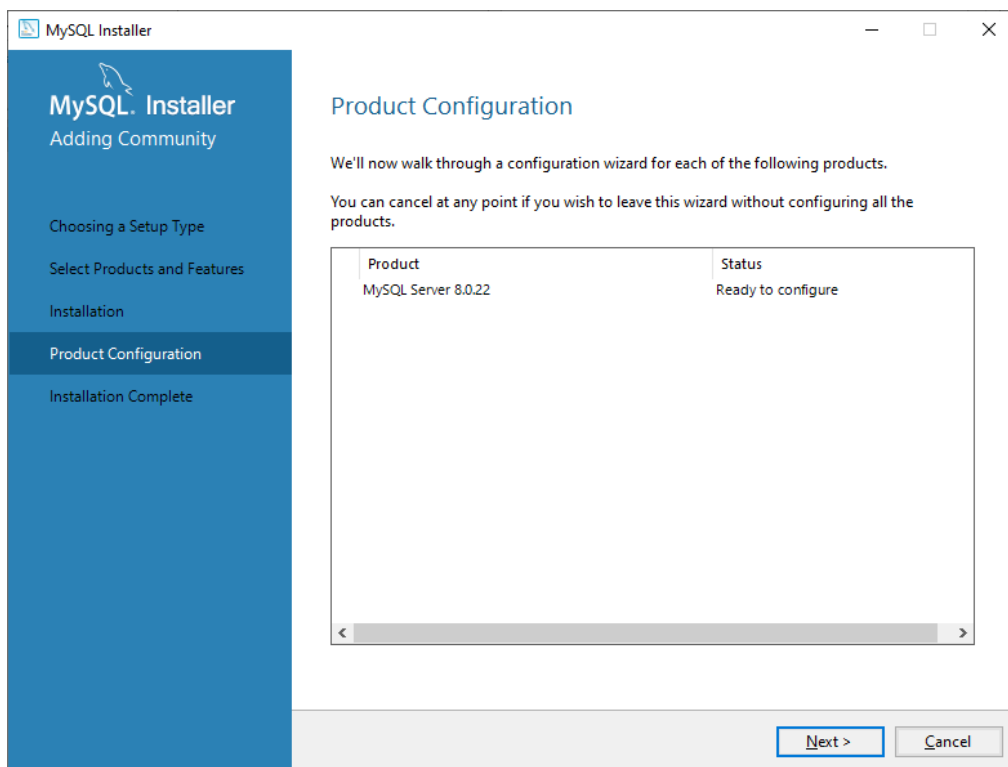 MySQL Installer
MySQL. Installer
Adding Community
Choosing a Setup Type
Select Products and Features
Installation
Product Configuration
Installation Complete
Product Configuration
We'll now walk through a configuration wizard for each of the following products.
You can cancel at any point if you wish to leave this wizard without configuring all the
products.
Product Status
MySQL Server 8.0.22 Ready to configure
Next > Cancel